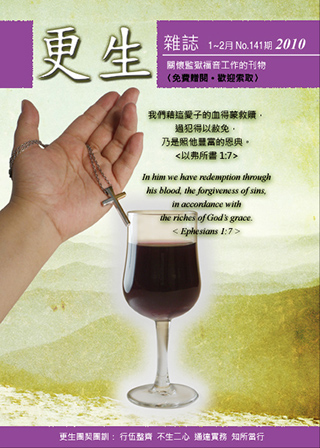 更生 雜誌 1~2月 No.141期 2010
關懷監獄福音工作的刊物
〈免費贈閱・歡迎索取〉
我們藉這愛子的血得蒙救贖，
過犯得以赦免，
乃是照他豐富的恩典。
<以弗所書 1:7>
In him we have redemption through
his blood, the forgiveness of sins,
in accordance with
the riches of God's grace.
< Ephesians 1:7 >
更生團契團訓： 行伍整齊 不生二心 通達實務 知所當行